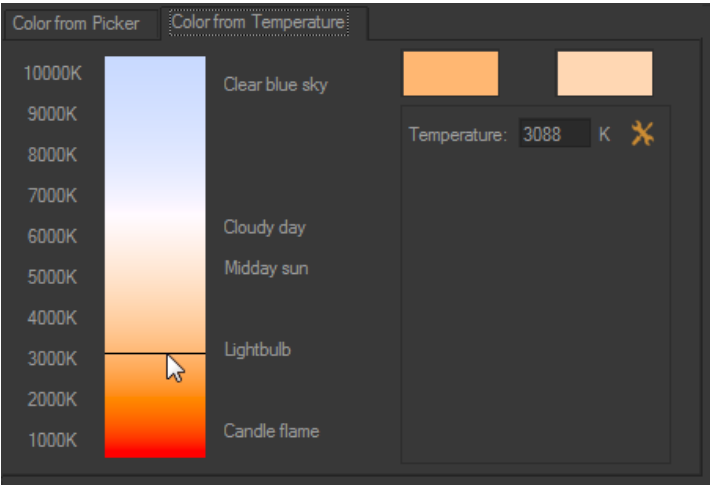 Color from Picker
Color from Temperature
10000K
Clear blue sky
9000K
Temperature: 3088 K
8000K
7000K
6000K
Cloudy day
5000K
Midday sun
4000K
3000K
Lightbulb
2000K
1000K
Candle flame